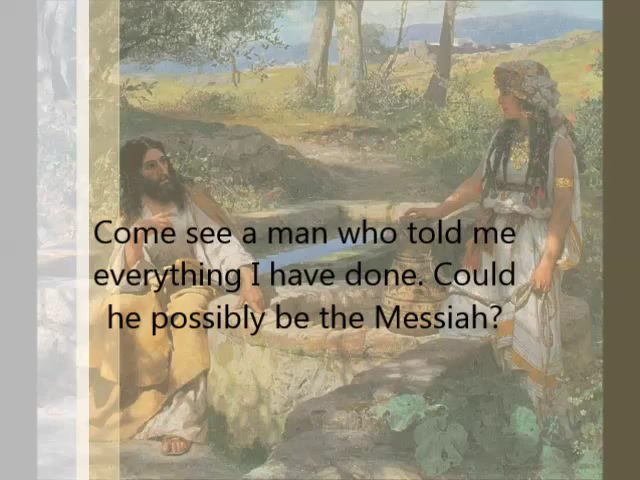 Come see a man who told me
everything I have done. Could
he possibly be the Messiah?